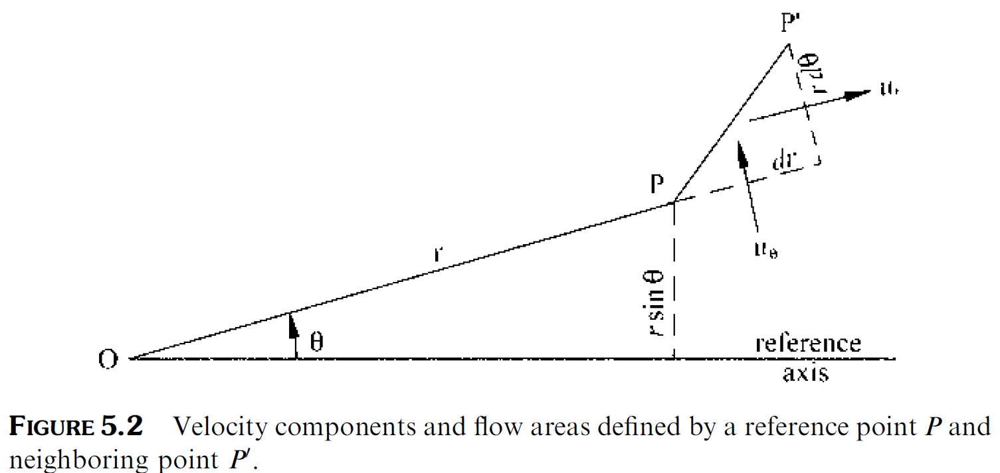 P'
r dθ
u_r
dr
P
u_θ
r
r sin θ
θ
O
reference
axis
FIGURE 5.2 Velocity components and flow areas defined by a reference point P and
neighboring point P'.